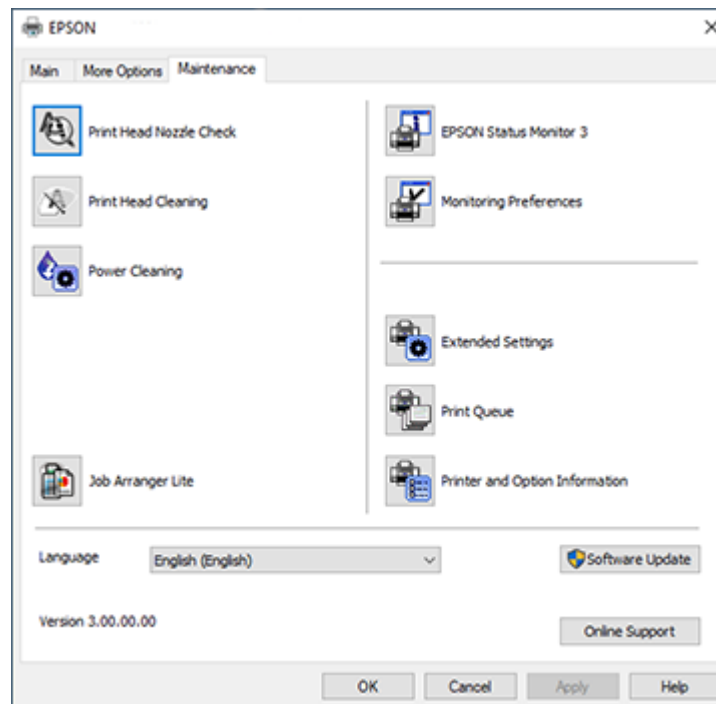 EPSON
Main More Options Maintenance
Print Head Nozzle Check
Print Head Cleaning
Power Cleaning
Job Arranger Lite
EPSON Status Monitor 3
Monitoring Preferences
Extended Settings
Print Queue
Printer and Option Information
Language English (English) Software Update
Version 3.00.00.00
Online Support
OK Cancel Apply Help